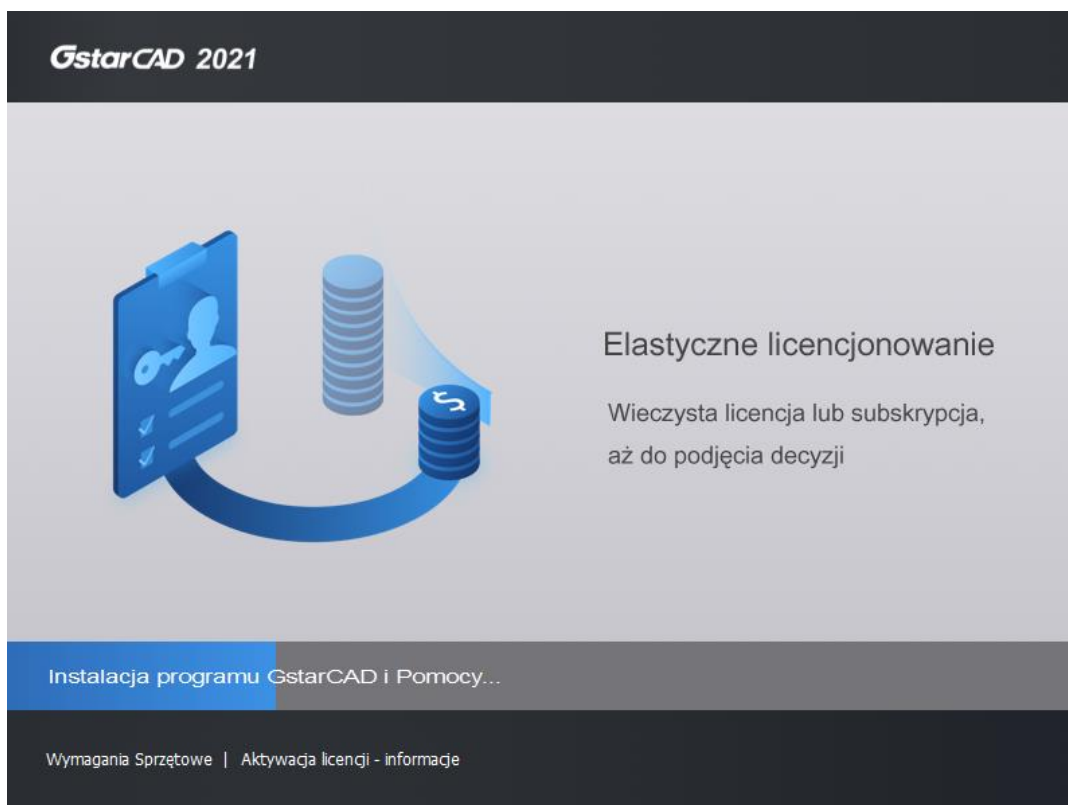 GstarCAD 2021
Elastyczne licencjonowanie
Wieczysta licencja lub subskrypcja,
aż do podjęcia decyzji
$
Instalacja programu GstarCAD i Pomocy...
Wymagania Sprzętowe | Aktywacja licencji - informacje